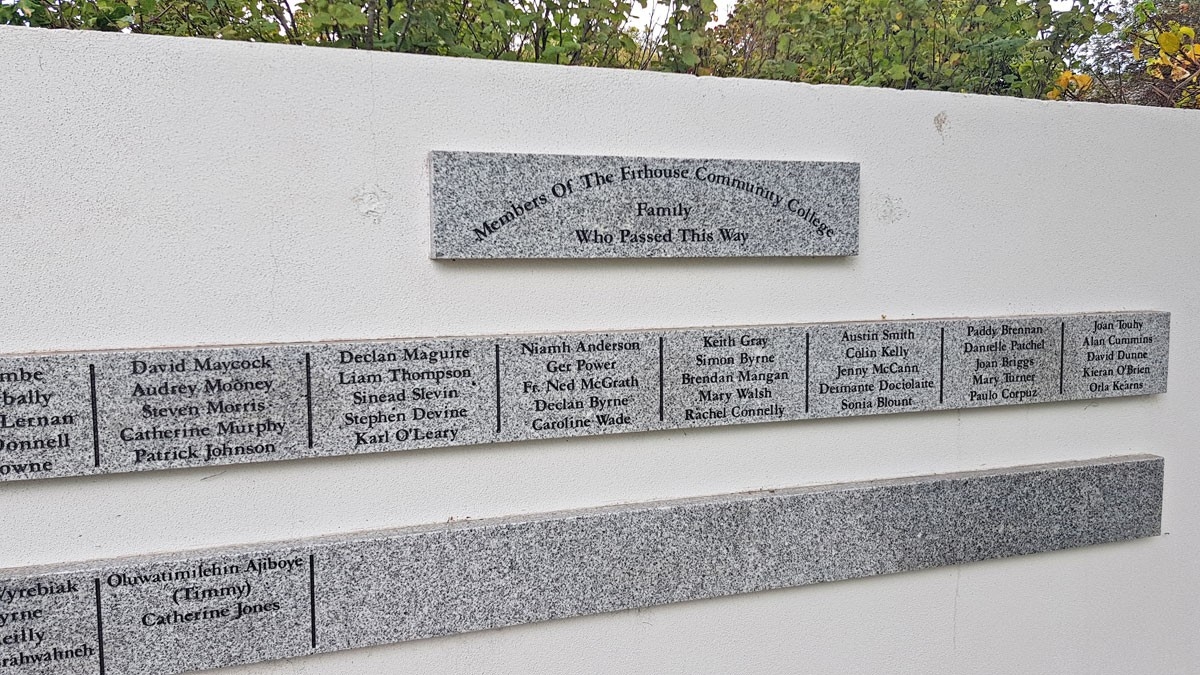 Members Of The Firhouse Community College
Family
Who Passed This Way
Lernan
Donnell
David Maycock
Audrey Mooney
Steven Morris
Catherine Murphy
Patrick Johnson
Declan Maguire
Liam Thompson
Sinead Slevin
Stephen Devine
Karl O'Leary
Niamh Anderson
Ger Power
Fr. Ned McGrath
Declan Byrne
Caroline Wade
Keith Gray
Simon Byrne
Brendan Mangan
Mary Walsh
Rachel Connelly
Austin Smith
Colin Kelly
Jenny McCann
Deimante Dociolaite
Sonia Blount
Paddy Brennan
Danielle Patchel
Joan Briggs
Mary Turner
Paulo Corpuz
Joan Touhy
Alan Cummins
David Dunne
Kieran O'Brien
Orla Kearns
Oluwatimilehin Ajiboye
(Timmy)
Catherine Jones